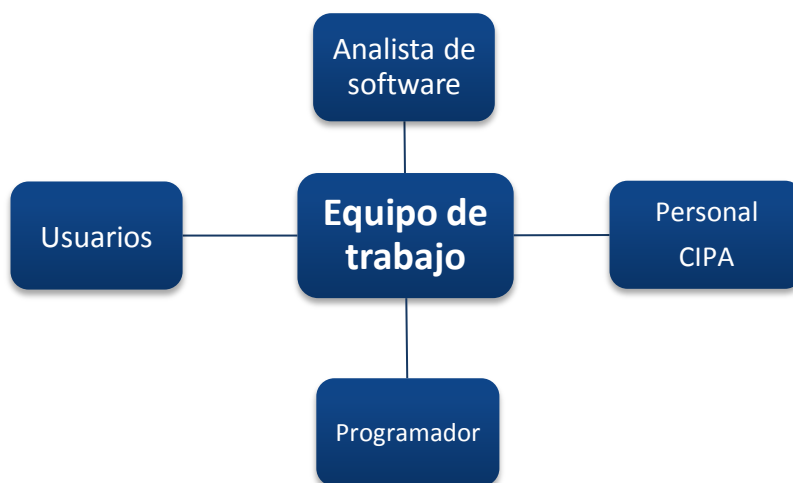 Analista de
software
Usuarios
Equipo de
trabajo
Personal
CIPA
Programador